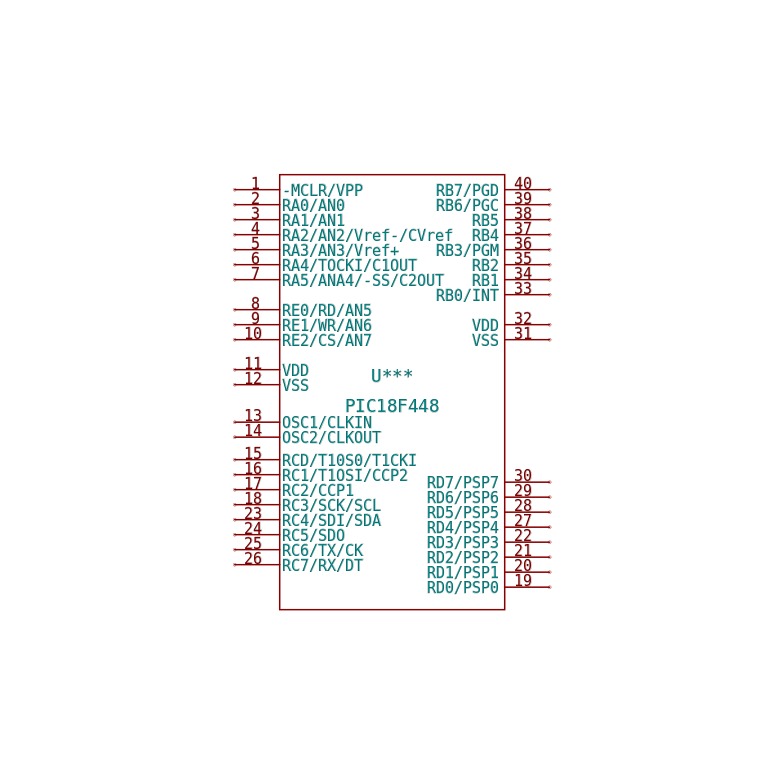 1 -MCLR/VPP RB7/PGD 40
2 RA0/AN0 RB6/PGC 39
3 RA1/AN1 RB5 38
4 RA2/AN2/Vref-/CVref RB4 37
5 RA3/AN3/Vref+ RB3/PGM 36
6 RA4/TOCKI/C1OUT RB2 35
7 RA5/ANA4/-SS/C2OUT RB1 34
RB0/INT 33
8 RE0/RD/AN5
9 RE1/WR/AN6 VDD 32
10 RE2/CS/AN7 VSS 31
11 VDD
12 VSS
U***
PIC18F448
13 OSC1/CLKIN
14 OSC2/CLKOUT
15 RCD/T10S0/T1CKI
16 RC1/T1OSI/CCP2
17 RC2/CCP1
18 RC3/SCK/SCL
23 RC4/SDI/SDA
24 RC5/SDO
25 RC6/TX/CK
26 RC7/RX/DT
RD7/PSP7 30
RD6/PSP6 29
RD5/PSP5 28
RD4/PSP4 27
RD3/PSP3 22
RD2/PSP2 21
RD1/PSP1 20
RD0/PSP0 19